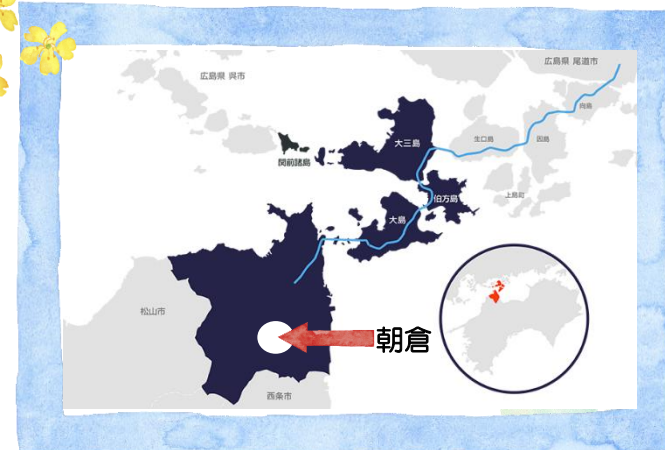 広島県 尾道市
広島県 呉市
向島
生口島
因島
大三島
関前諸島
上島町
伯方島
大島
松山市
朝倉
西条市